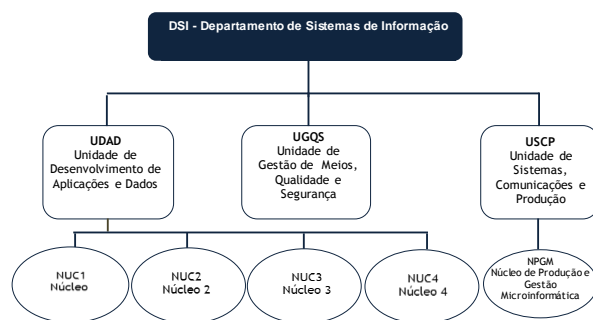 DSI - Departamento de Sistemas de Informação
UDAD
Unidade de
Desenvolvimento de
Aplicações e Dados
UGQS
Unidade de
Gestão de Meios,
Qualidade e
Segurança
USCP
Unidade de
Sistemas,
Comunicações e
Produção
NUC1
Núcleo
NUC2
Núcleo 2
NUC3
Núcleo 3
NUC4
Núcleo 4
NPGM
Núcleo de Produção e
Gestão
Microinformática